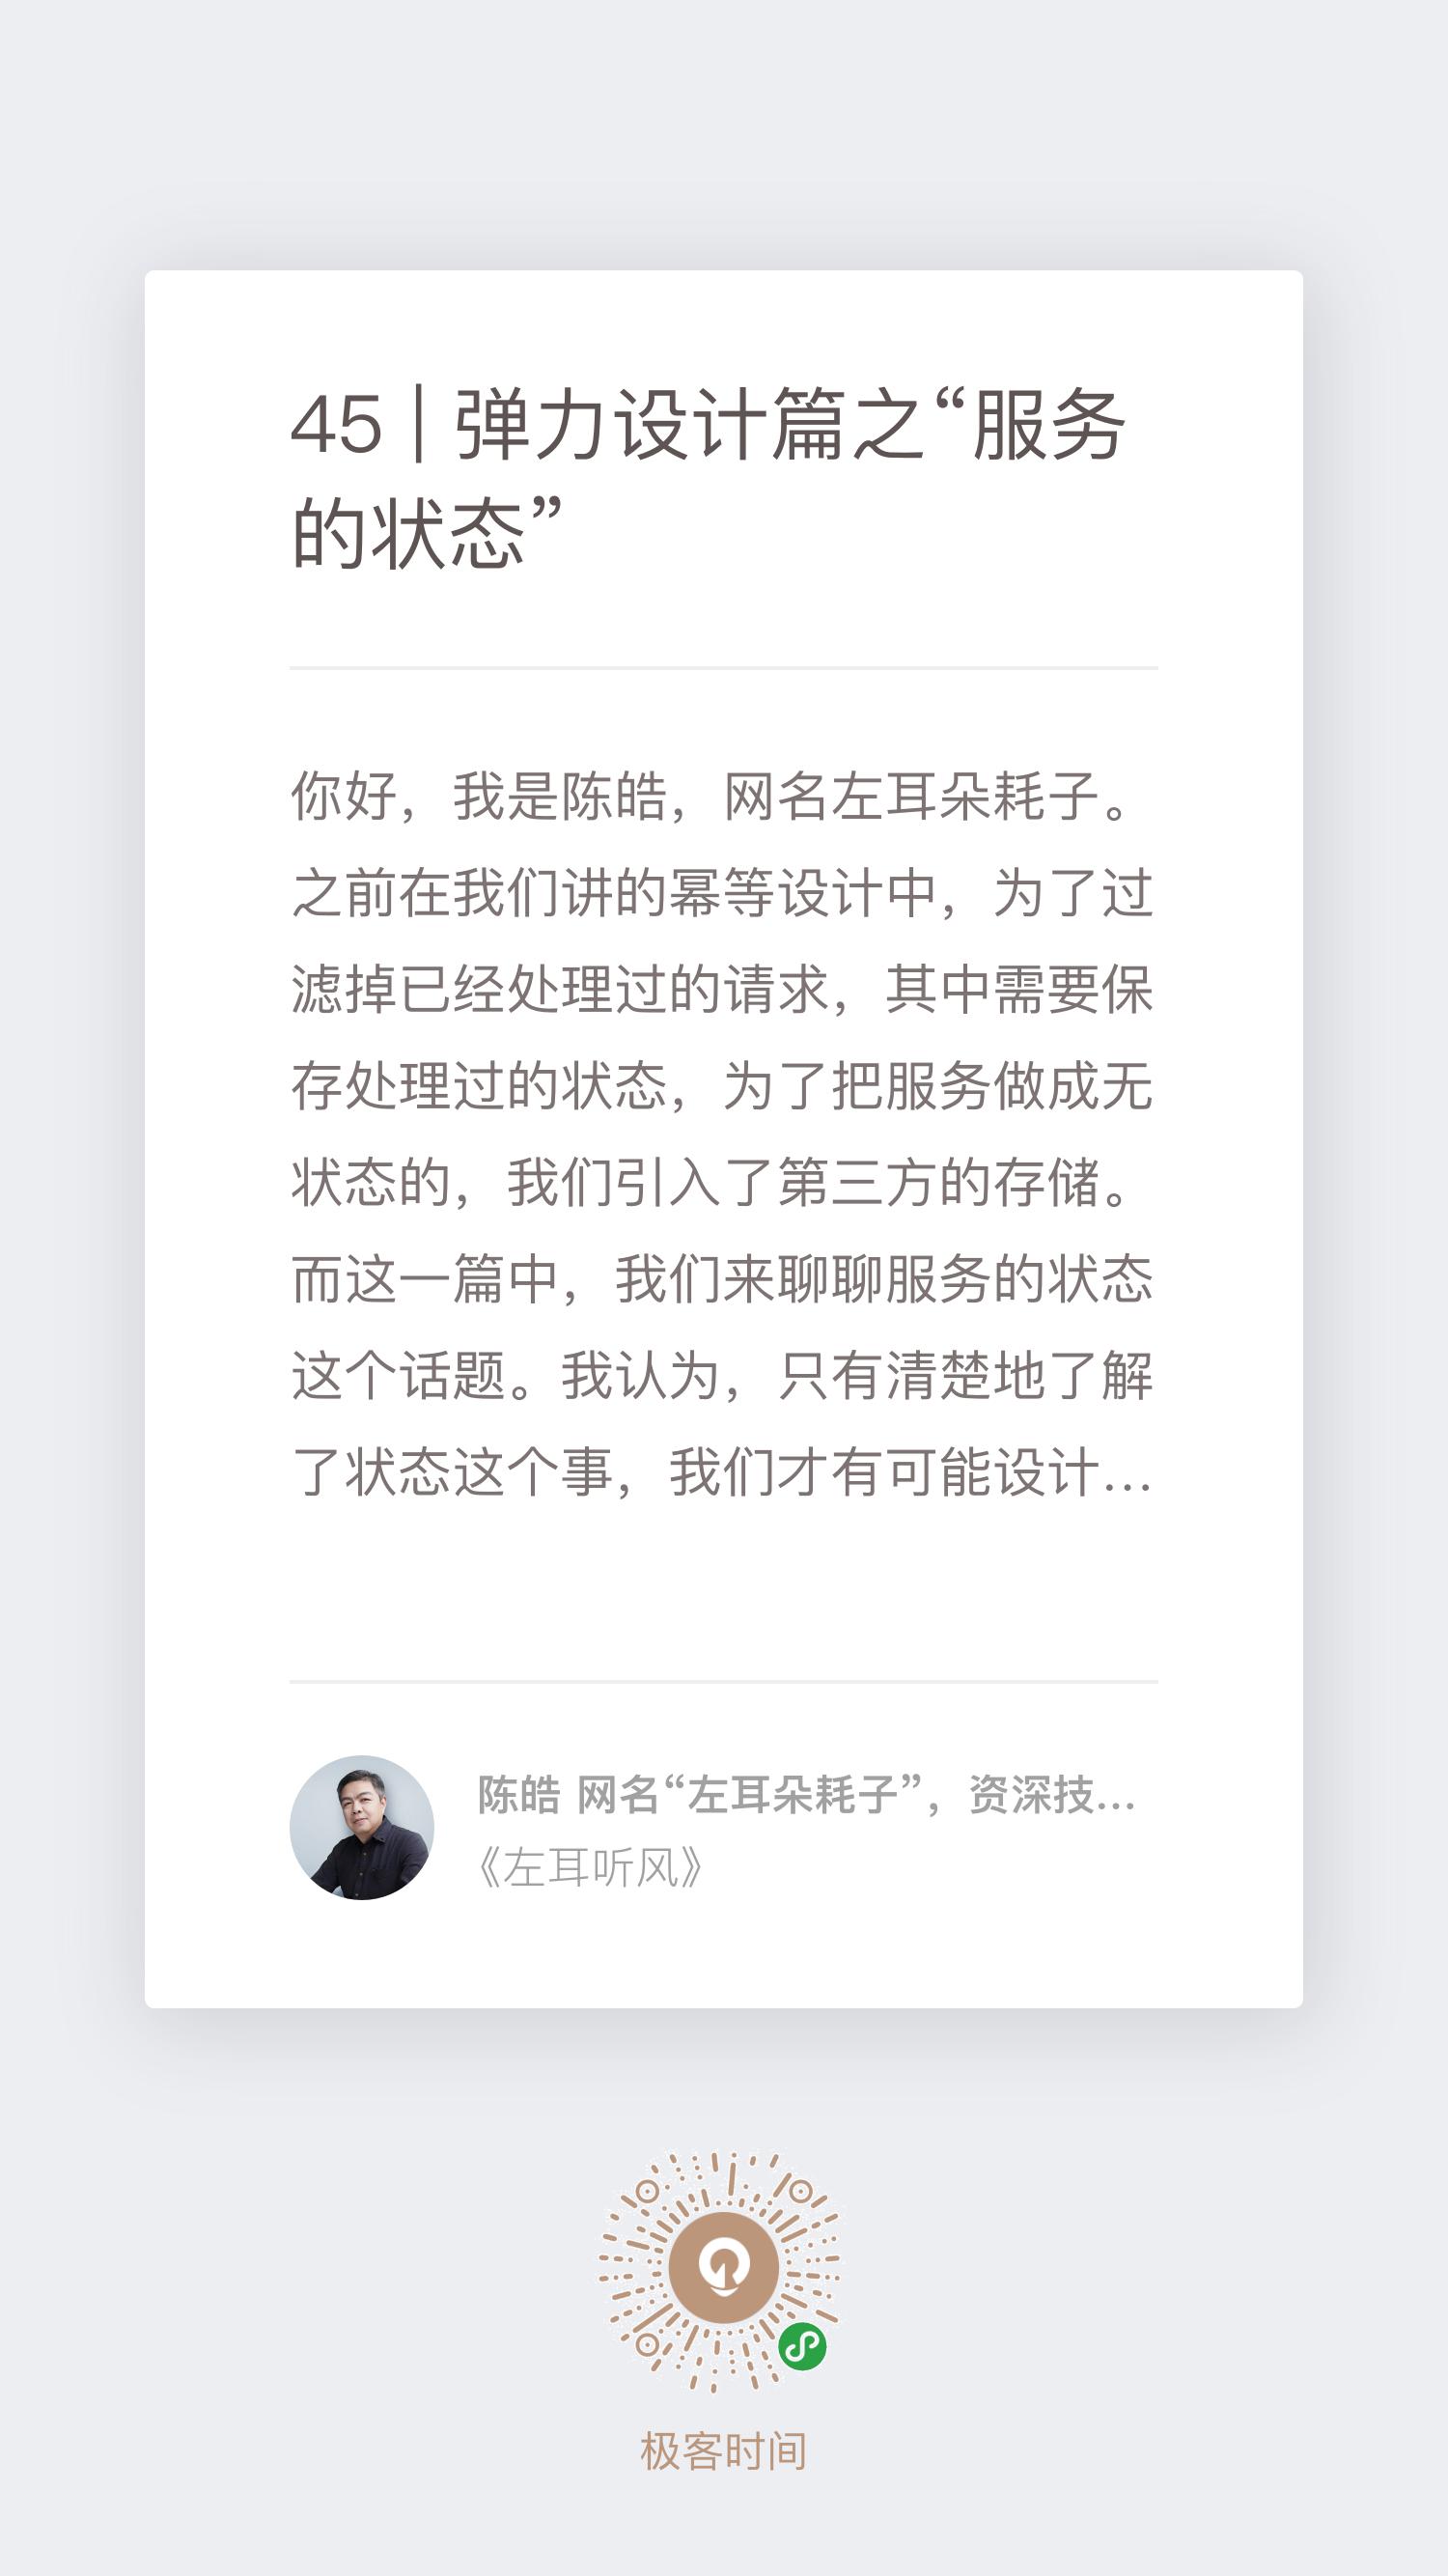 45 | 弹力设计篇之“服务
的状态”
你好，我是陈皓，网名左耳朵耗子。
之前在我们讲的幂等设计中，为了过
滤掉已经处理过的请求，其中需要保
存处理过的状态，为了把服务做成无
状态的，我们引入了第三方的存储。
而这一篇中，我们来聊聊服务的状态
这个话题。我认为，只有清楚地了解
了状态这个事，我们才有可能设计...
陈皓 网名“左耳朵耗子”，资深技...
《左耳听风》
极客时间